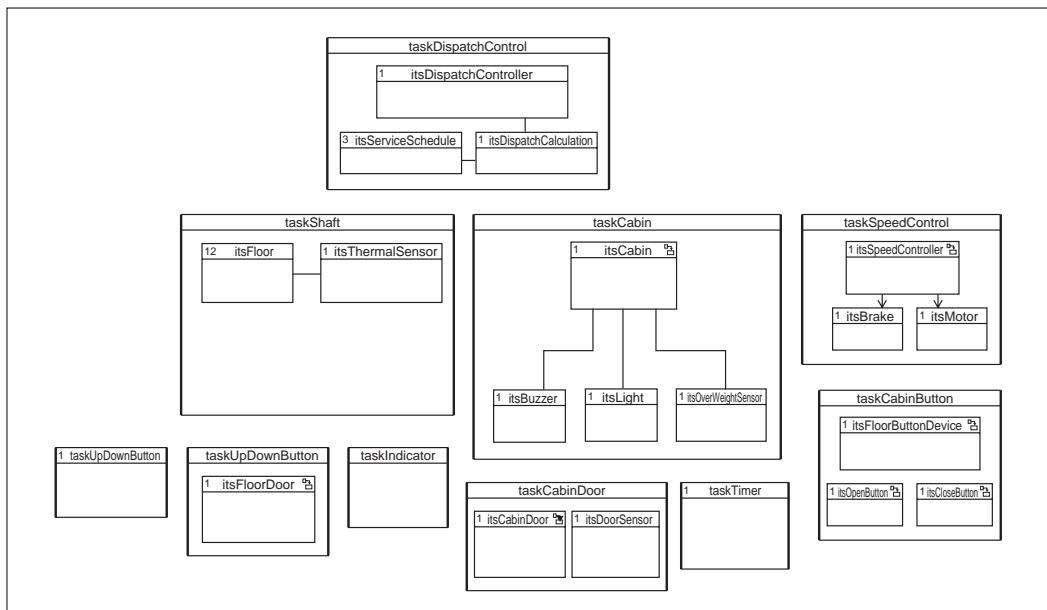 taskDispatchControl
1 itsDispatchController
3 itsServiceSchedule
1 itsDispatchCalculation
taskShaft
12 itsFloor
1 itsThermalSensor
taskCabin
1 itsCabin
1 itsBuzzer
1 itsLight
1 itsOverWeightSensor
taskSpeedControl
1 itsSpeedController
1 itsBrake
1 itsMotor
taskCabinButton
1 itsFloorButtonDevice
1 itsOpenButton
1 itsCloseButton
1 taskUpDownButton
taskUpDownButton
1 itsFloorDoor
taskIndicator
taskCabinDoor
1 itsCabinDoor
1 itsDoorSensor
1 taskTimer